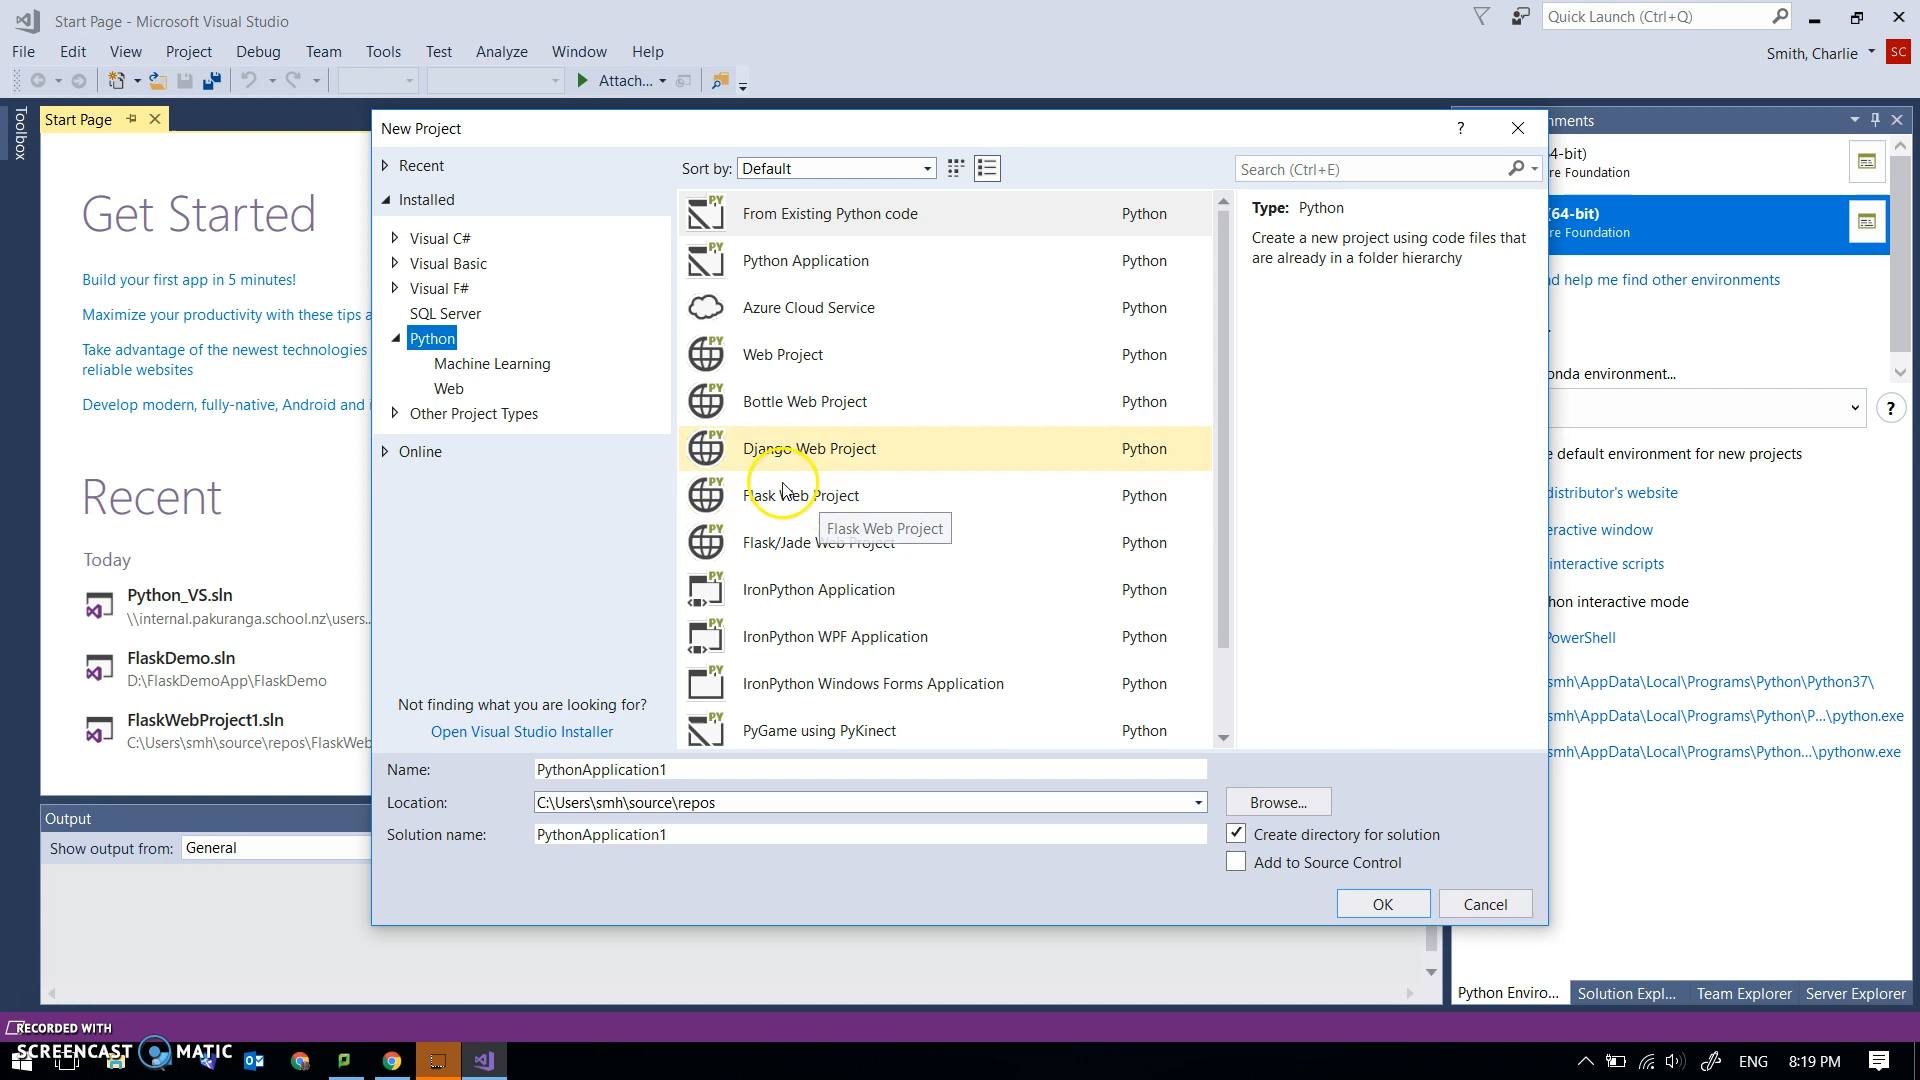 Start Page - Microsoft Visual Studio
Quick Launch (Ctrl+Q)
File Edit View Project Debug Team Tools Test Analyze Window Help
Smith, Charlie
SC
Attach...
Toolbox
Start Page
Get Started
Build your first app in 5 minutes!
Maximize your productivity with these tips a
Take advantage of the newest technologies
reliable websites
Develop modern, fully-native, Android and i
Recent
Today
Python_VS.sln
\\internal.pakuranga.school.nz\users..
FlaskDemo.sln
D:\FlaskDemoApp\FlaskDemo
FlaskWebProject1.sln
C:\Users\smh\source\repos\FlaskWeb
Output
Show output from: General
New Project
?
Recent
Installed
Visual C#
Visual Basic
Visual F#
SQL Server
Python
Machine Learning
Web
Other Project Types
Online
Not finding what you are looking for?
Open Visual Studio Installer
Sort by: Default
Search (Ctrl+E)
From Existing Python code Python
Python Application Python
Azure Cloud Service Python
Web Project Python
Bottle Web Project Python
Django Web Project Python
Flask Web Project Python
Flask Web Project
Flask/Jade Web Project Python
IronPython Application Python
IronPython WPF Application Python
IronPython Windows Forms Application Python
PyGame using PyKinect Python
Type: Python
Create a new project using code files that
are already in a folder hierarchy
Name: PythonApplication1
Location: C:\Users\smh\source\repos
Browse...
Solution name: PythonApplication1
Create directory for solution
Add to Source Control
OK
Cancel
nments
4-bit)
re Foundation
(64-bit)
re Foundation
nd help me find other environments
onda environment...
?
e default environment for new projects
distributor's website
eractive window
interactive scripts
hon interactive mode
PowerShell
smh\AppData\Local\Programs\Python\Python37\
smh\AppData\Local\Programs\Python\P...\python.exe
smh\AppData\Local\Programs\Python...\pythonw.exe
Python Enviro... Solution Expl... Team Explorer Server Explorer
RECORDED WITH
SCREENCAST MATIC
ENG
8:19 PM